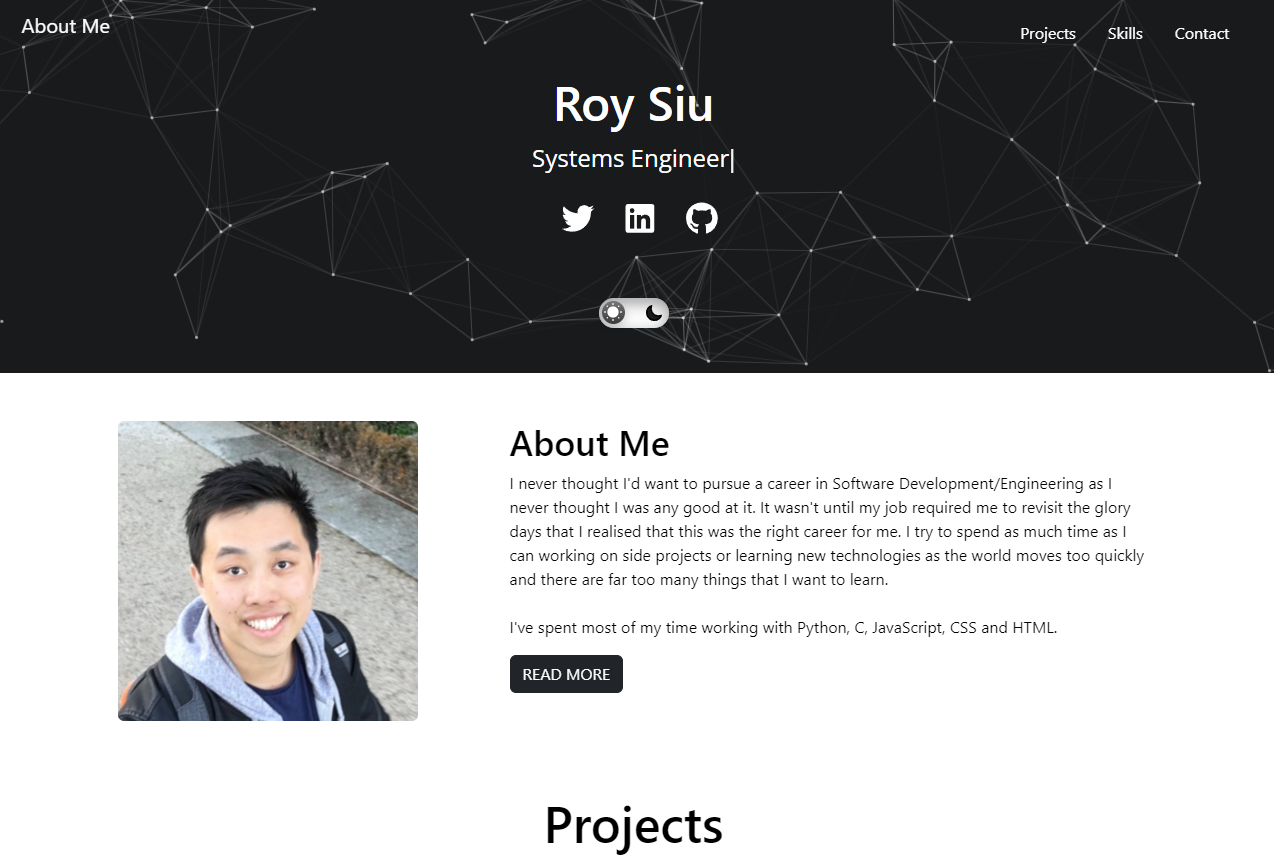 About Me
Projects Skills Contact
Roy Siu
Systems Engineer|
About Me
I never thought I'd want to pursue a career in Software Development/Engineering as I
never thought I was any good at it. It wasn't until my job required me to revisit the glory
days that I realised that this was the right career for me. I try to spend as much time as I
can working on side projects or learning new technologies as the world moves too quickly
and there are far too many things that I want to learn.
I've spent most of my time working with Python, C, JavaScript, CSS and HTML.
READ MORE
Projects